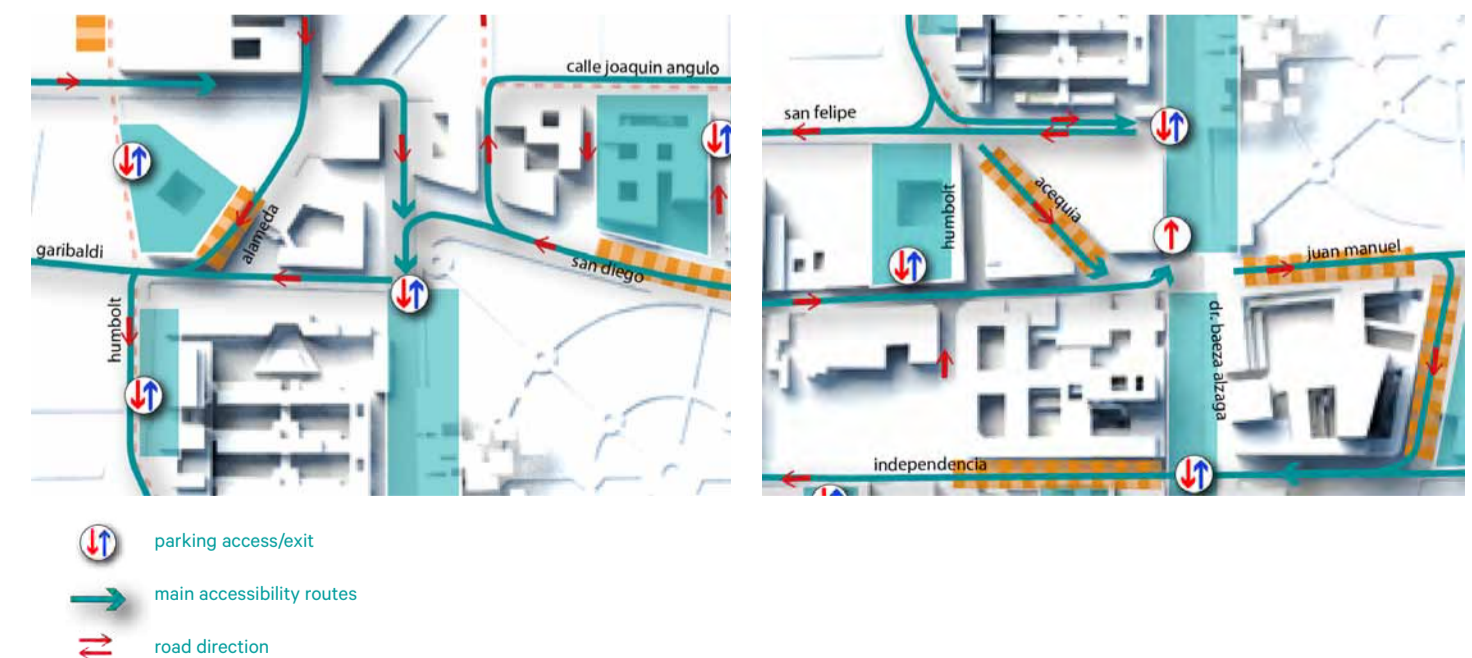 calle joaquin angulo
garibaldi
alameda
san diego
humbolt
san felipe
acequia
humbolt
juan manuel
dr. baeza alzaga
independencia
parking access/exit
main accessibility routes
road direction